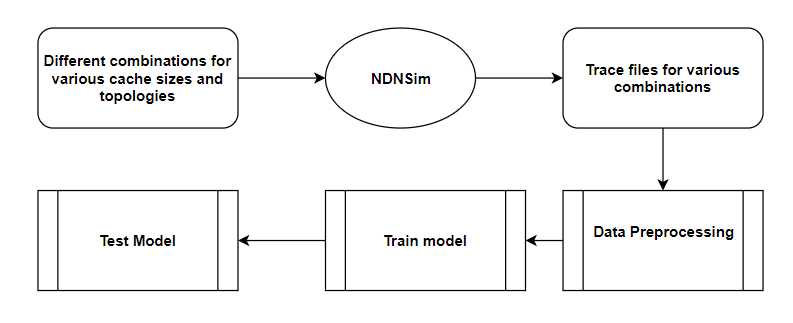 Different combinations for
various cache sizes and
topologies
NDNSim
Trace files for various
combinations
Test Model
Train model
Data Preprocessing